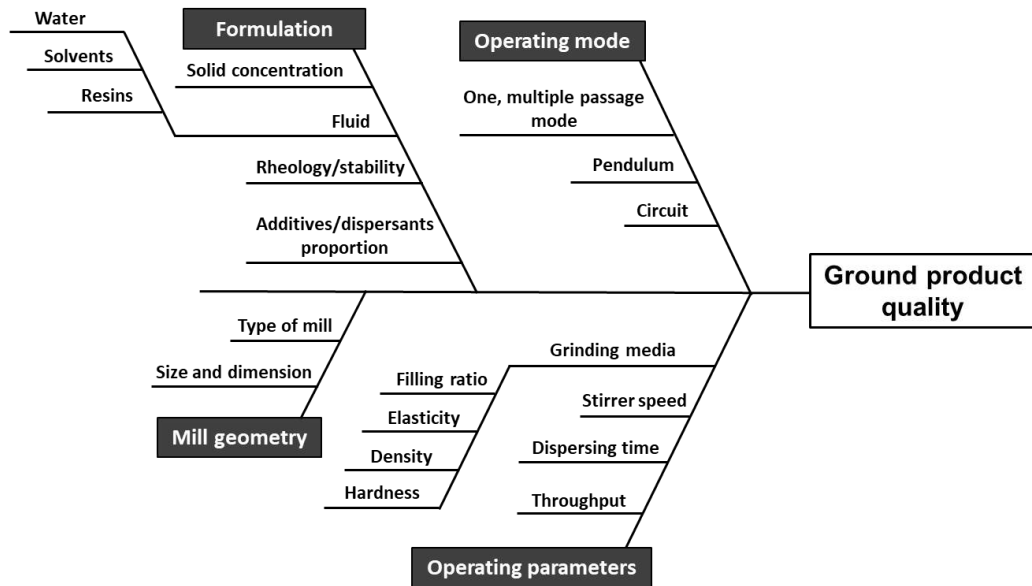 Water
Solvents
Resins
Formulation
Solid concentration
Fluid
Rheology/stability
Additives/dispersants
proportion
Operating mode
One, multiple passage
mode
Pendulum
Circuit
Ground product
quality
Type of mill
Size and dimension
Mill geometry
Grinding media
Filling ratio
Elasticity
Density
Hardness
Stirrer speed
Dispersing time
Throughput
Operating parameters